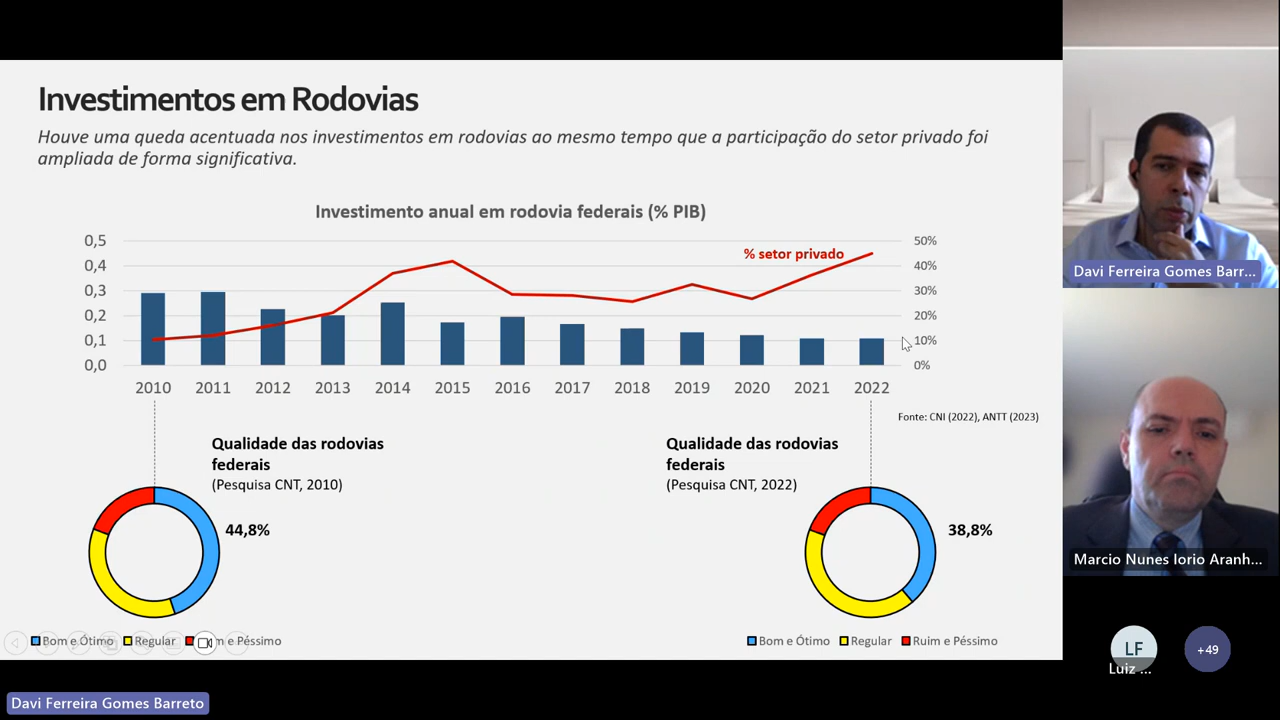 Investimentos em Rodovias
Houve uma queda acentuada nos investimentos em rodovias ao mesmo tempo que a participação do setor privado foi
ampliada de forma significativa.
Investimento anual em rodovia federais (% PIB)
0,5
0,4
0,3
0,2
0,1
0,0
% setor privado
50%
40%
30%
20%
10%
0%
2010 2011 2012 2013 2014 2015 2016 2017 2018 2019 2020 2021 2022
Fonte: CNI (2022), ANTT (2023)
Qualidade das rodovias
federais
(Pesquisa CNT, 2010)
44,8%
Bom e Ótimo Regular m e Péssimo
Qualidade das rodovias
federais
(Pesquisa CNT, 2022)
38,8%
Bom e Ótimo Regular Ruim e Péssimo
Davi Ferreira Gomes Barr...
Marcio Nunes Iorio Aranh...
LF
Luiz ...
+49
Davi Ferreira Gomes Barreto